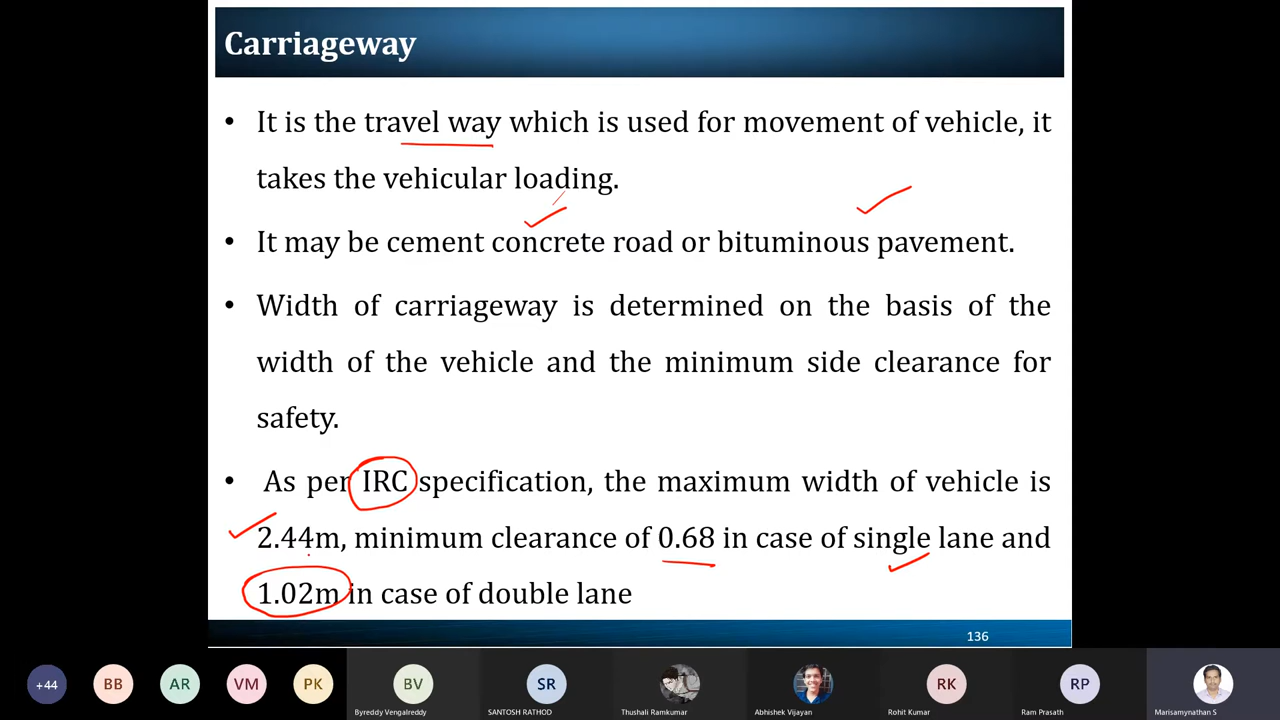 Carriageway
• It is the travel way which is used for movement of vehicle, it
takes the vehicular loading.
• It may be cement concrete road or bituminous pavement.
• Width of carriageway is determined on the basis of the
width of the vehicle and the minimum side clearance for
safety.
• As per IRC specification, the maximum width of vehicle is
2.44m, minimum clearance of 0.68 in case of single lane and
1.02m in case of double lane
136
+44 BB AR VM PK BV SR RK RP
Byreddy Vengalreddy SANTOSH RATHOD Thushali Ramkumar Abhishek Vijayan Rohit Kumar Ram Prasath Marisamynathan S